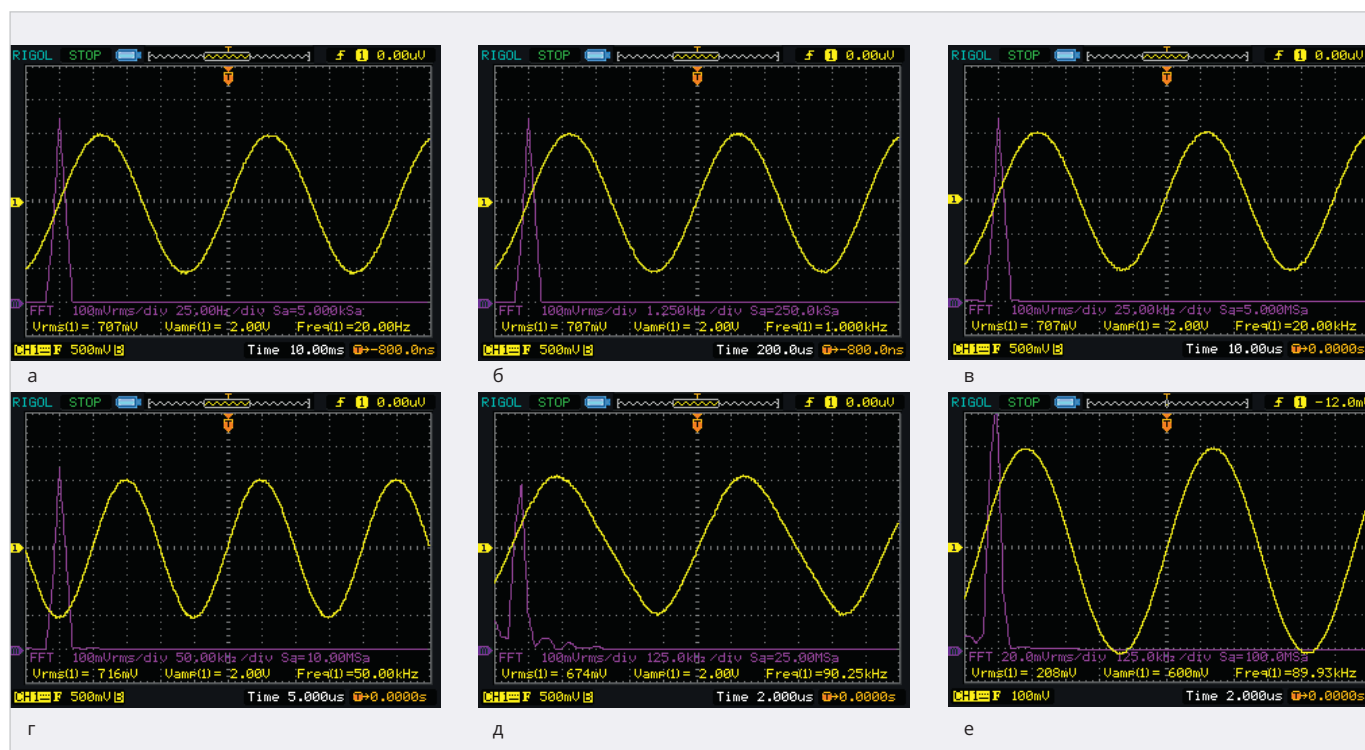 RIGOL STOP T f 1 0.00uV
T
1
FFT 100mVrms/div 25.00Hz/div Sa=5.000kSa
Vrms(1)= 707mV Vamp(1)= 2.00V Freq(1)=20.00Hz
CH1 F 500mV B Time 10.00ms T→-800.0ns
а
RIGOL STOP T f 1 0.00uV
T
1
FFT 100mVrms/div 1.250kHz/div Sa=250.0kSa
Vrms(1)= 707mV Vamp(1)= 2.00V Freq(1)=1.000kHz
CH1 F 500mV B Time 200.0us T→-800.0ns
б
RIGOL STOP T f 1 0.00uV
T
1
FFT 100mVrms/div 25.00kHz/div Sa=5.000MSa
Vrms(1)= 707mV Vamp(1)= 2.00V Freq(1)=20.00kHz
CH1 F 500mV B Time 10.00us T→0.0000s
в
RIGOL STOP T f 1 0.00uV
T
1
FFT 100mVrms/div 50.00kHz/div Sa=10.00MSa
Vrms(1)= 716mV Vamp(1)= 2.00V Freq(1)=50.00kHz
CH1 F 500mV B Time 5.000us T→0.0000s
г
RIGOL STOP T f 1 0.00uV
T
1
FFT 100mVrms/div 125.0kHz/div Sa=25.00MSa
Vrms(1)= 674mV Vamp(1)= 2.00V Freq(1)=90.25kHz
CH1 F 500mV B Time 2.000us T→0.0000s
д
RIGOL STOP T f 1 -12.0mV
T
1
FFT 20.0mVrms/div 125.0kHz/div Sa=100.0MSa
Vrms(1)= 208mV Vamp(1)= 600mV Freq(1)=89.93kHz
CH1 F 100mV Time 2.000us T→0.0000s
е